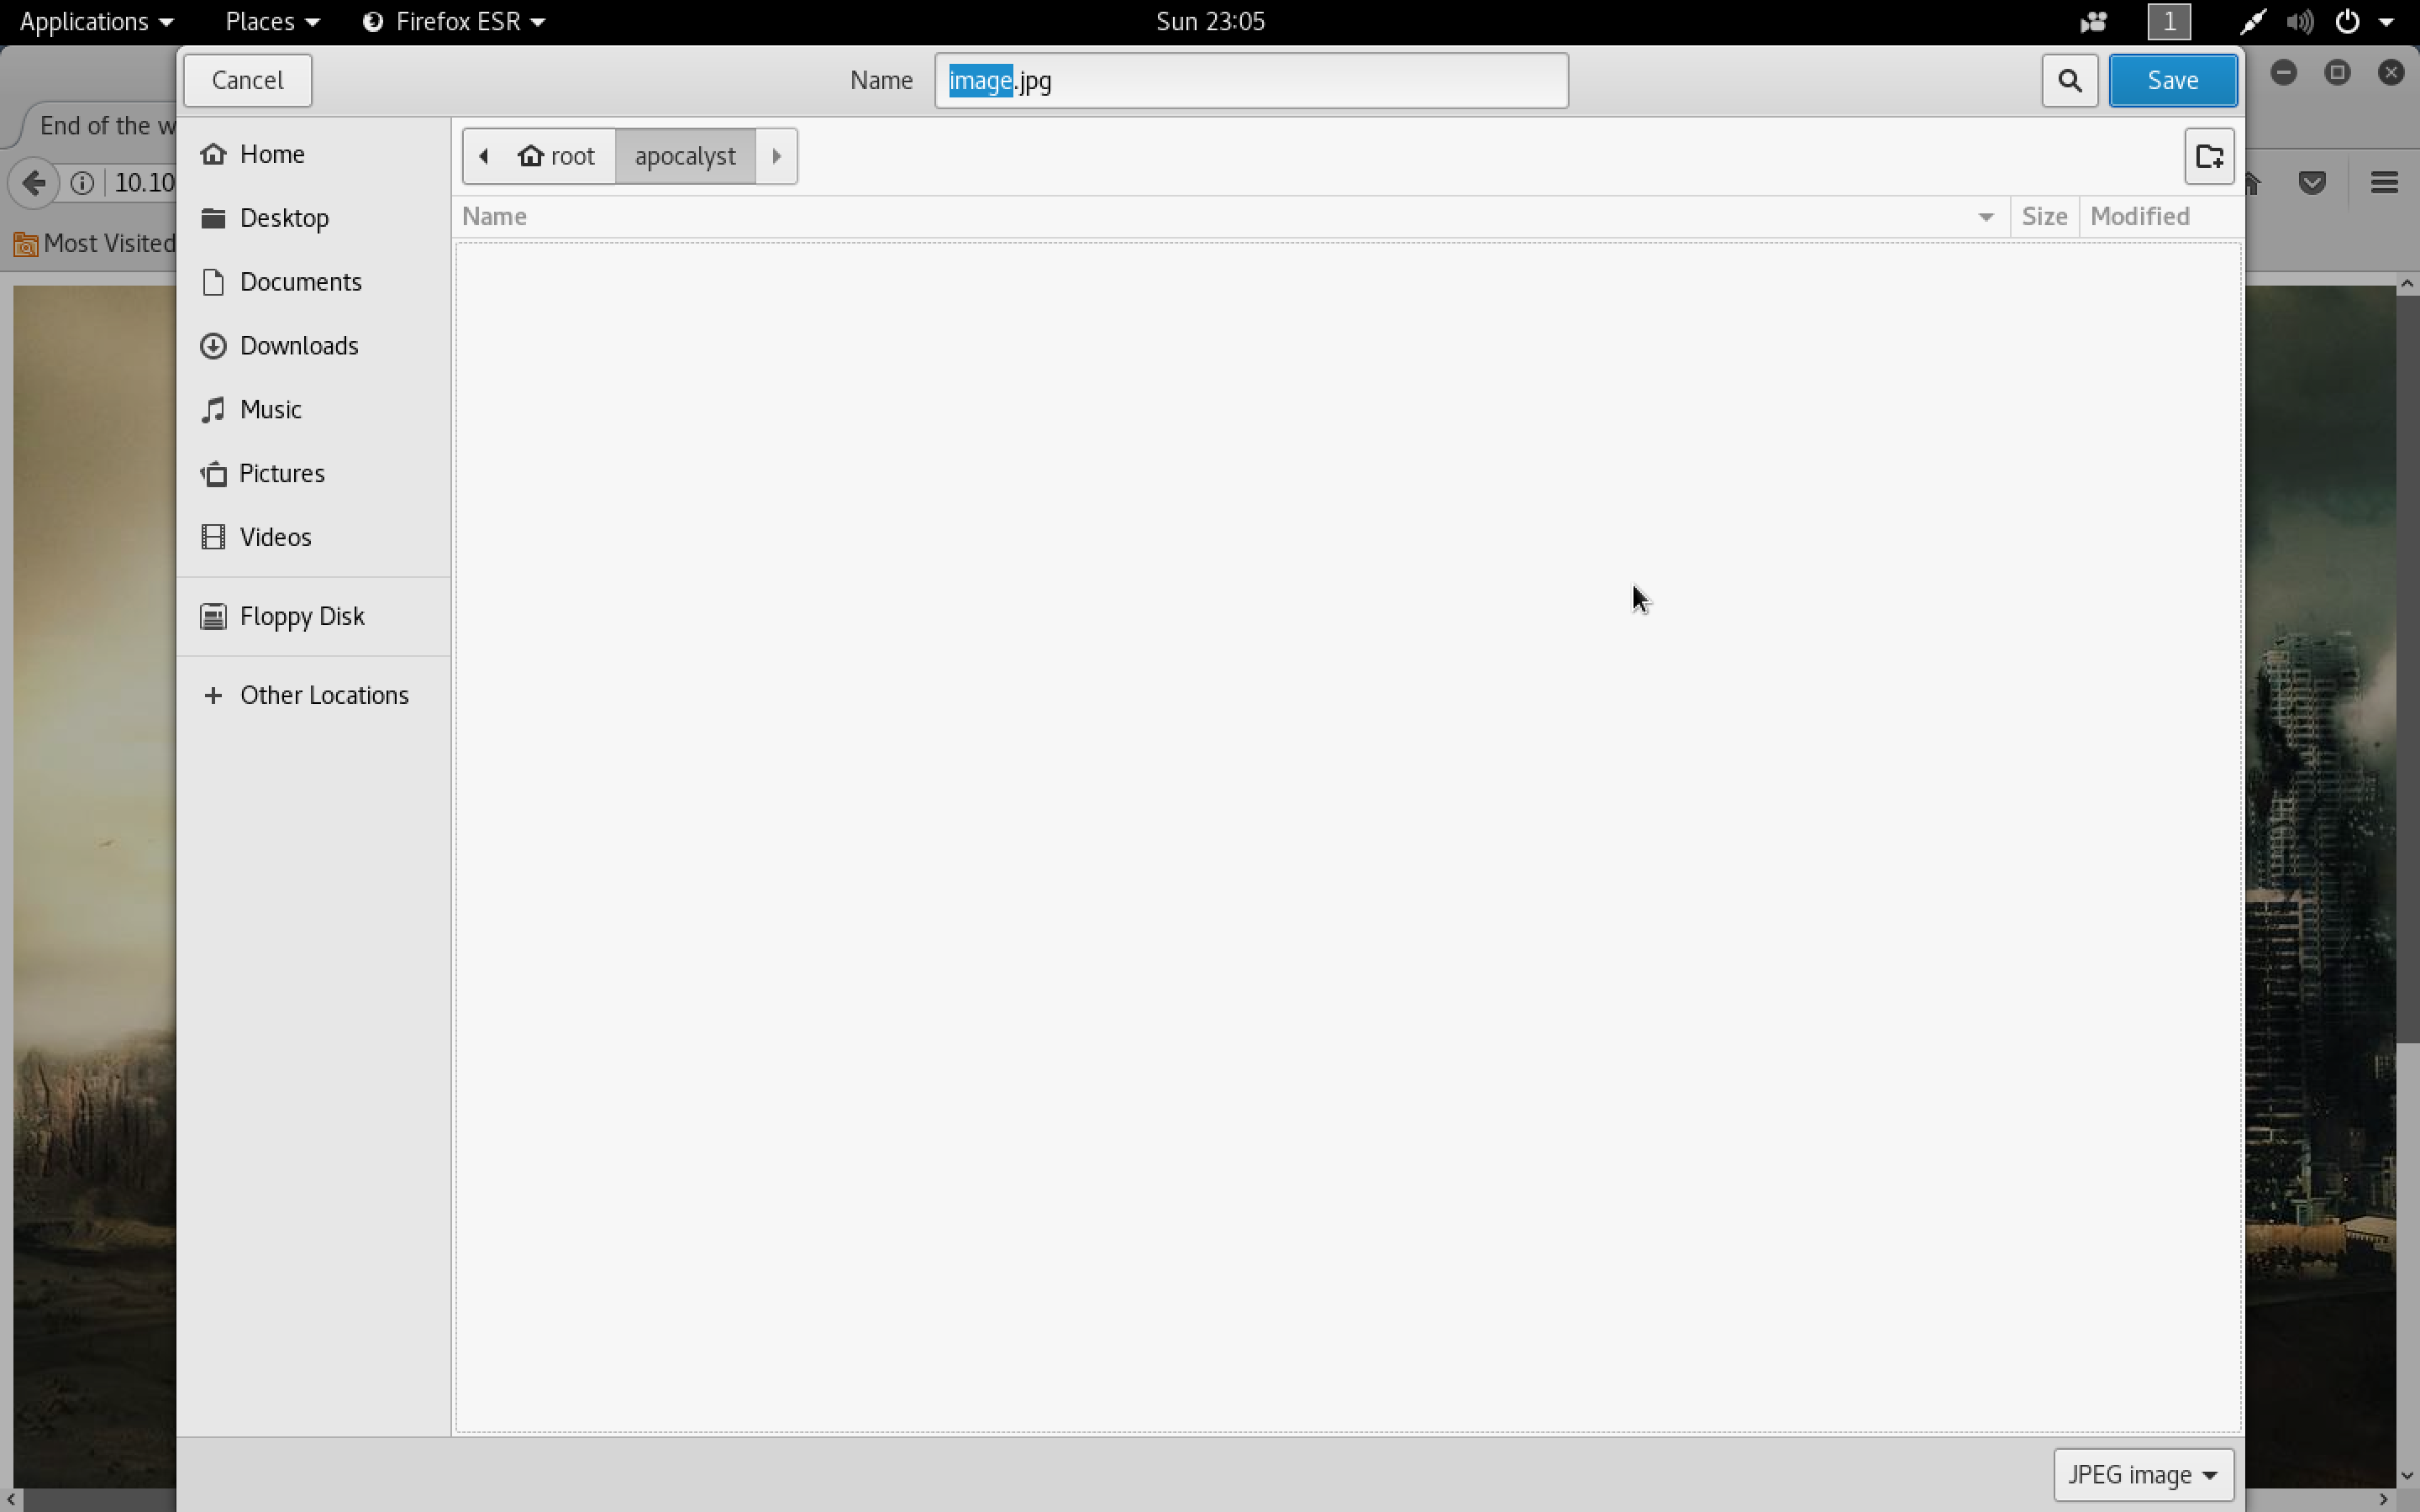 Applications Places Firefox ESR Sun 23:05 1
Cancel Name image.jpg Save
End of the w
root apocalyst
10.10
Name Size Modified
Most Visited
Home
Desktop
Documents
Downloads
Music
Pictures
Videos
Floppy Disk
+ Other Locations
JPEG image